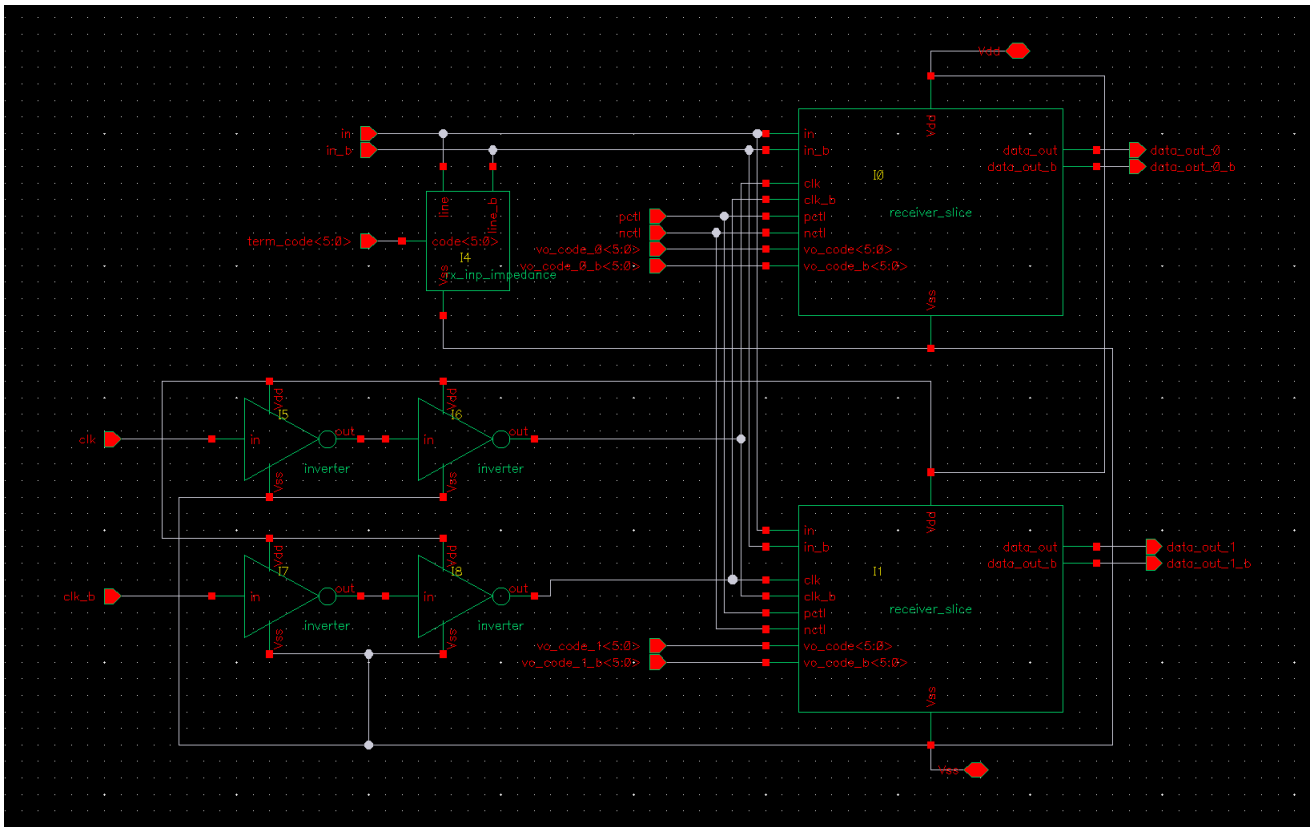 Vdd
in
in_b
line
line_b
term_code<5:0>
code<5:0>
I4
rx_inp_impedance
Vss
pctl
nctl
vo_code_0<5:0>
vo_code_0_b<5:0>
Vdd
in
in_b
clk
clk_b
pctl
nctl
vo_code<5:0>
vo_code_b<5:0>
I0
receiver_slice
data_out
data_out_b
Vss
data_out_0
data_out_0_b
clk
in
Vdd
I5
out
inverter
Vss
in
Vdd
I6
out
inverter
Vss
clk_b
in
Vdd
I7
out
inverter
Vss
in
Vdd
I8
out
inverter
Vss
vo_code_1<5:0>
vo_code_1_b<5:0>
Vdd
in
in_b
clk
clk_b
pctl
nctl
vo_code<5:0>
vo_code_b<5:0>
I1
receiver_slice
data_out
data_out_b
Vss
data_out_1
data_out_1_b
Vss